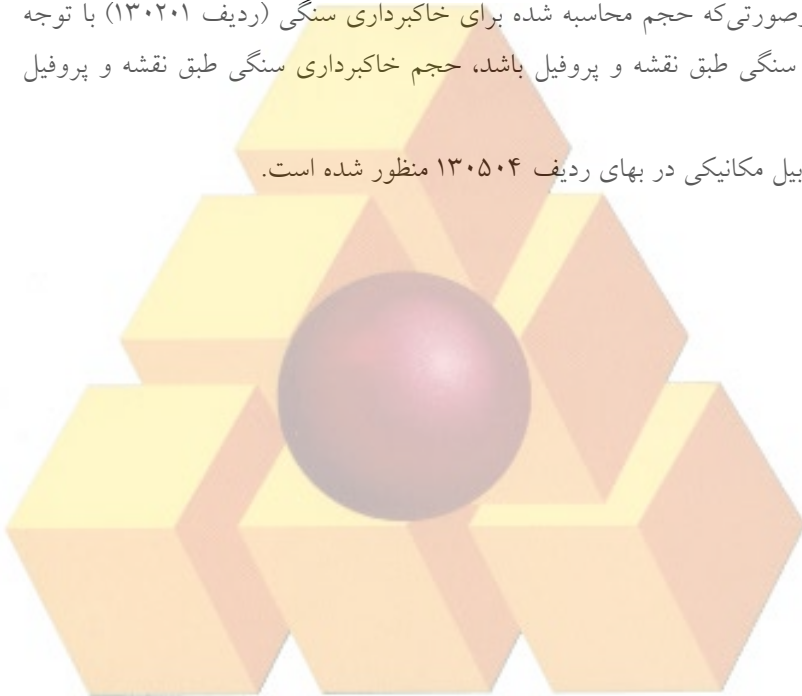 رصورتی‌که حجم محاسبه شده برای خاکبرداری سنگی (ردیف ۱۳۰۲۰۱) با توجه
سنگی طبق نقشه و پروفیل باشد، حجم خاکبرداری سنگی طبق نقشه و پروفیل
بیل مکانیکی در بهای ردیف ۱۳۰۵۰۴ منظور شده است.